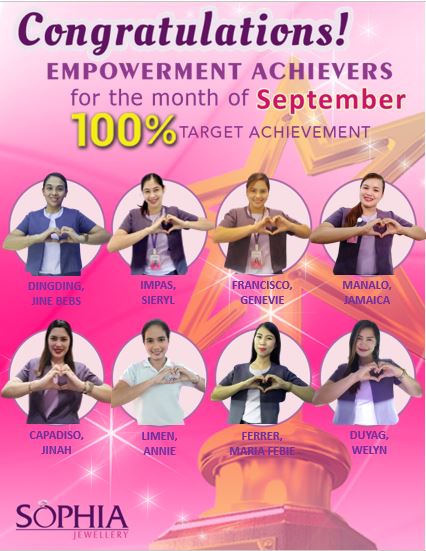 Congratulations!
EMPOWERMENT ACHIEVERS
for the month of September
100% TARGET ACHIEVEMENT
DINGDING,
JINE BEBS
IMPAS,
SIERYL
FRANCISCO,
GENEVIE
MANALO,
JAMAICA
CAPADISO,
JINAH
LIMEN,
ANNIE
FERRER,
MARIA FEBIE
DUYAG,
WELYN
SOPHIA
JEWELLERY